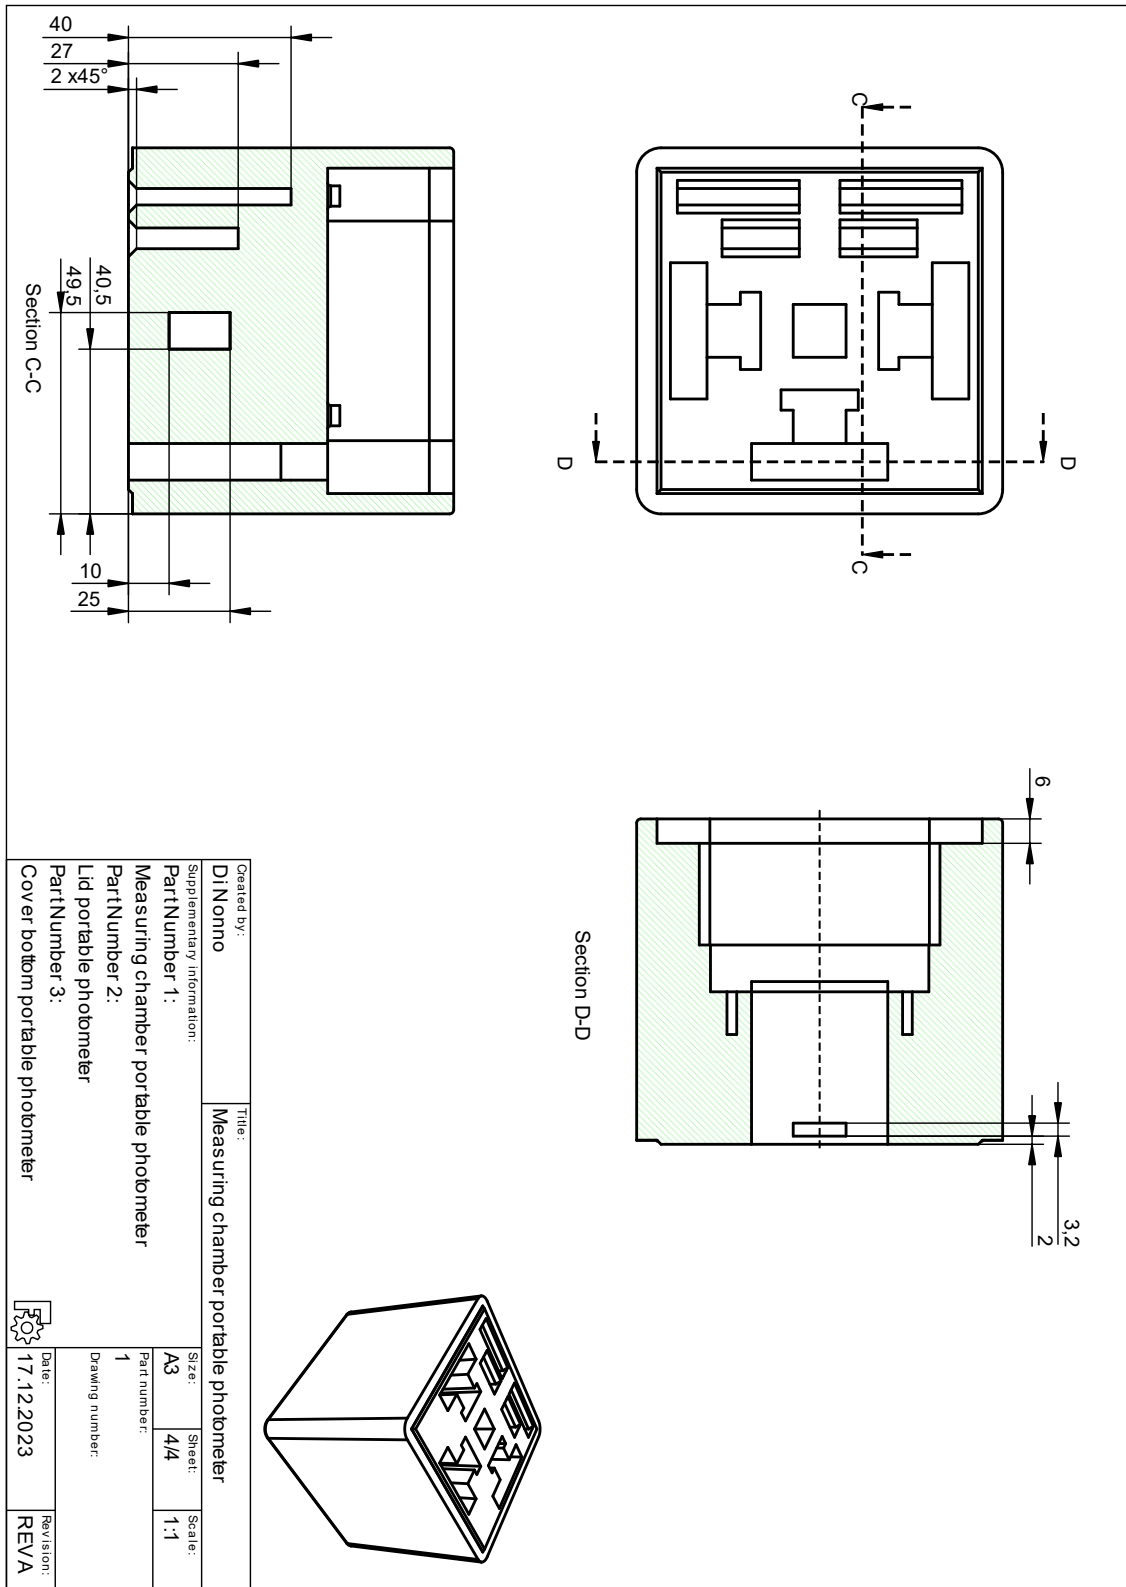 40
27
2 x45°
40,5
49,5
Section C-C
10
25
C
C
D
D
6
Section D-D
3,2
2
Created by:
DiNonno
Title:
Measuring chamber portable photometer
Supplementary information:
PartNumber 1:
Measuring chamber portable photometer
PartNumber 2:
Lid portable photometer
PartNumber 3:
Cover bottom portable photometer
Size:
A3
Sheet:
4/4
Scale:
1:1
Part number:
1
Drawing number:
Date:
17.12.2023
Revision:
REV A